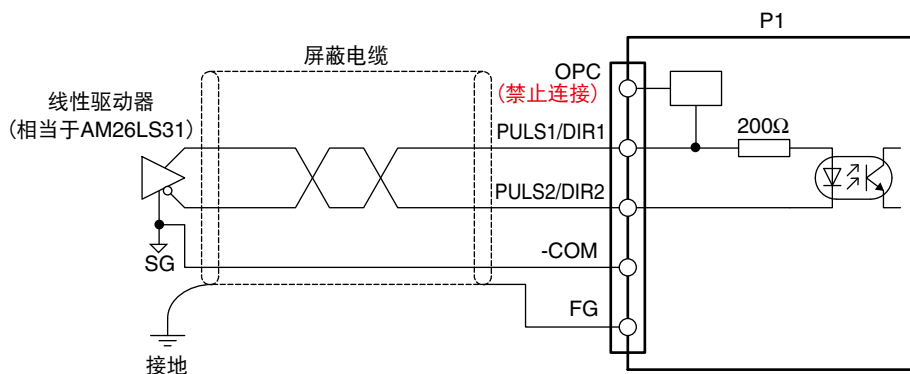 P1
屏蔽电缆
OPC
(禁止连接)
线性驱动器
(相当于AM26LS31)
PULS1/DIR1
200Ω
PULS2/DIR2
-COM
SG
FG
接地